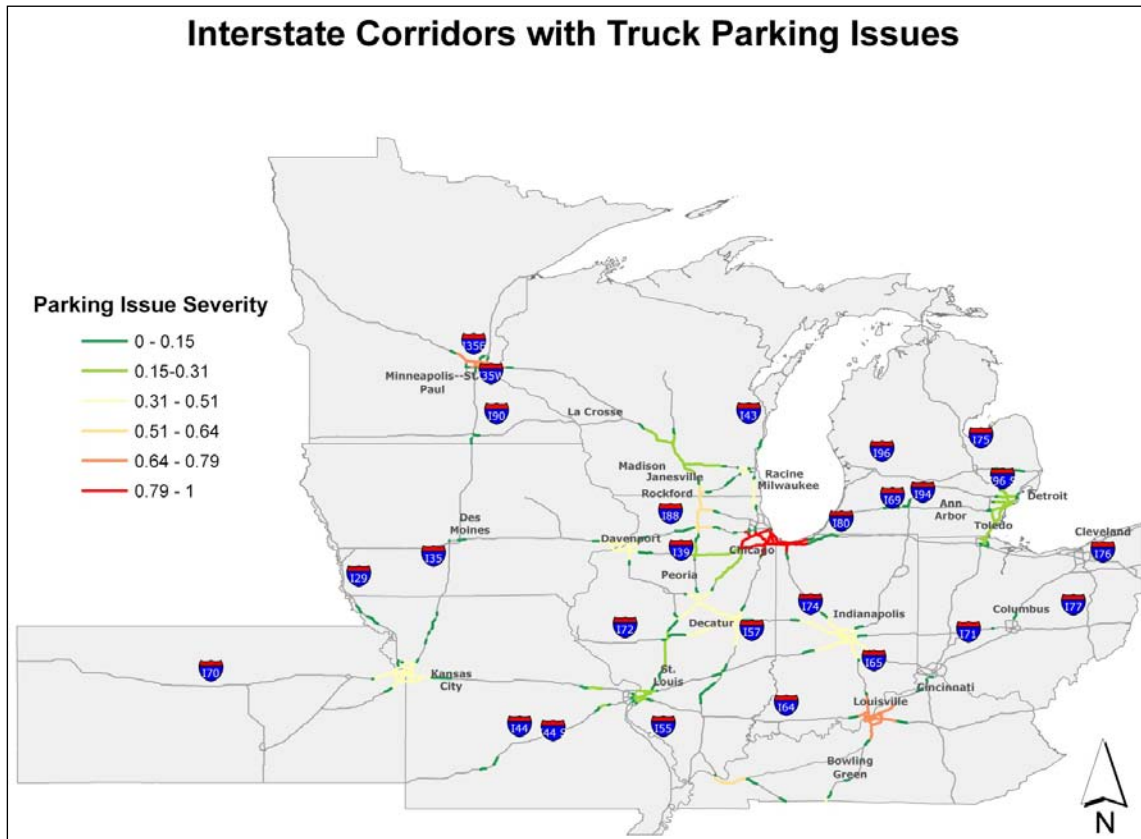 Interstate Corridors with Truck Parking Issues
Parking Issue Severity
0 - 0.15
0.15-0.31
0.31 - 0.51
0.51 - 0.64
0.64 - 0.79
0.79 - 1
I35E
I35W
Minneapolis--St.
Paul
I90
La Crosse
I43
I75
I96
Madison
Janesville
Racine
Milwaukee
Rockford
I96 S
I69
I94
Ann
Arbor
Detroit
I88
I80
Toledo
Des
Moines
Davenport
Chicago
Cleveland
I35
I39
I76
I29
Peoria
I74
Indianapolis
Columbus
I77
I72
Decatur
I57
I71
I70
Kansas
City
St.
Louis
I65
Cincinnati
I64
Louisville
I44
I44 S
I55
Bowling
Green
N